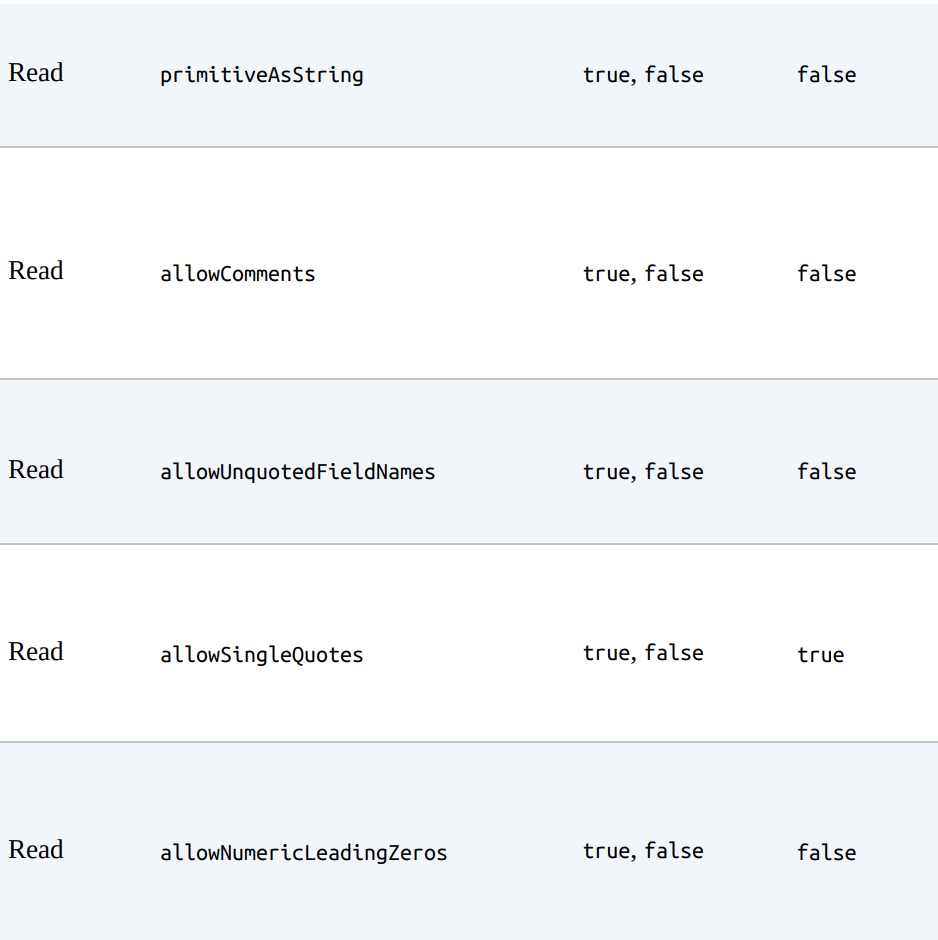 Read primitiveAsString true, false false
Read allowComments true, false false
Read allowUnquotedFieldNames true, false false
Read allowSingleQuotes true, false true
Read allowNumericLeadingZeros true, false false